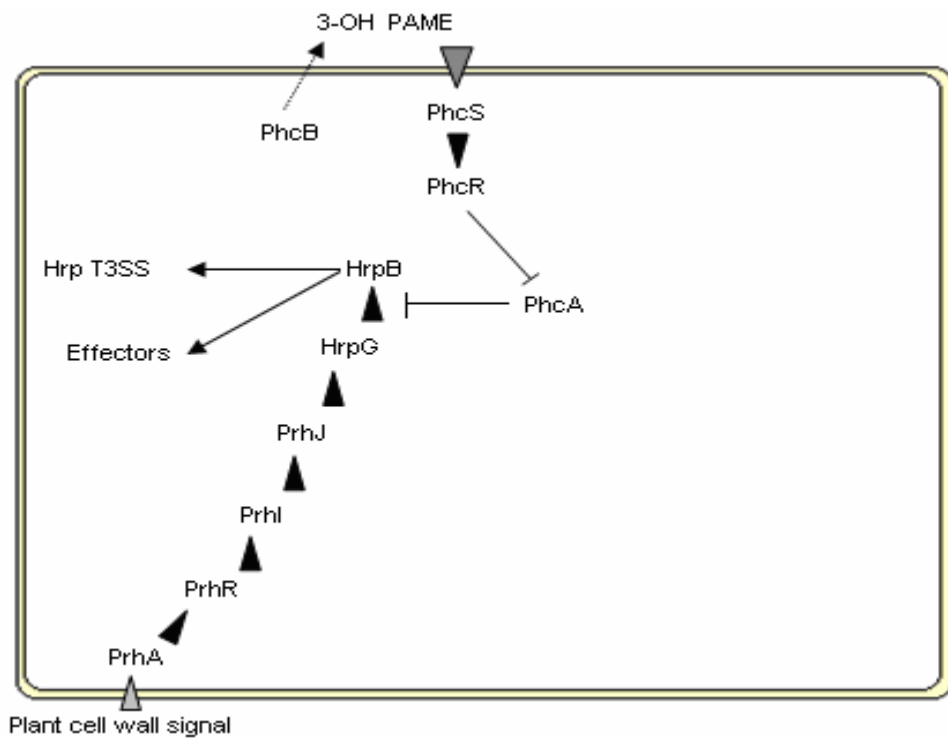 3-OH PAME
PhcS
PhcB
PhcR
Hrp T3SS
HrpB
PhcA
Effectors
HrpG
PrhJ
PrhI
PrhR
PrhA
Plant cell wall signal